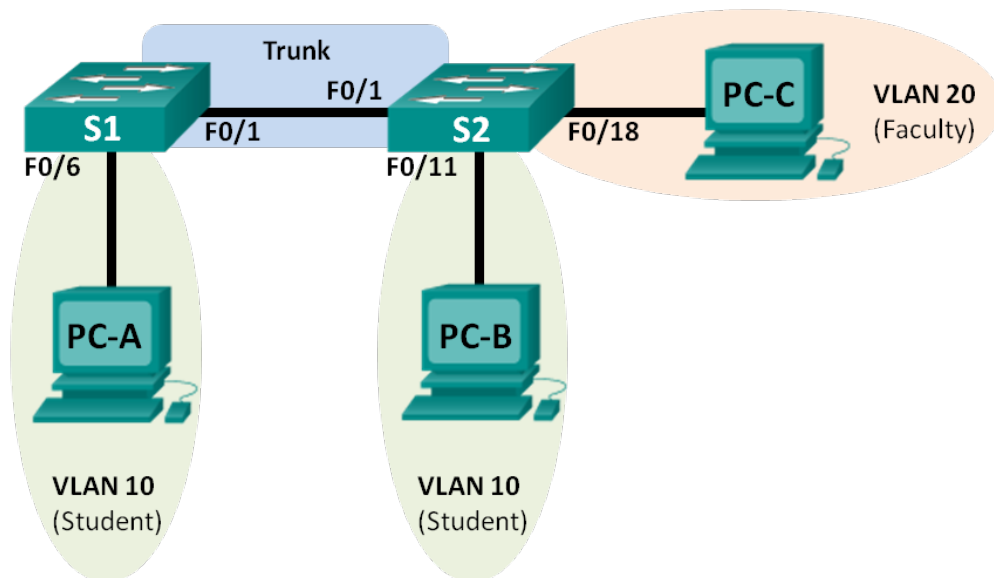 Trunk
F0/1
S1
F0/1
F0/6
S2
F0/11
F0/18
PC-C
VLAN 20
(Faculty)
PC-A
PC-B
VLAN 10
(Student)
VLAN 10
(Student)